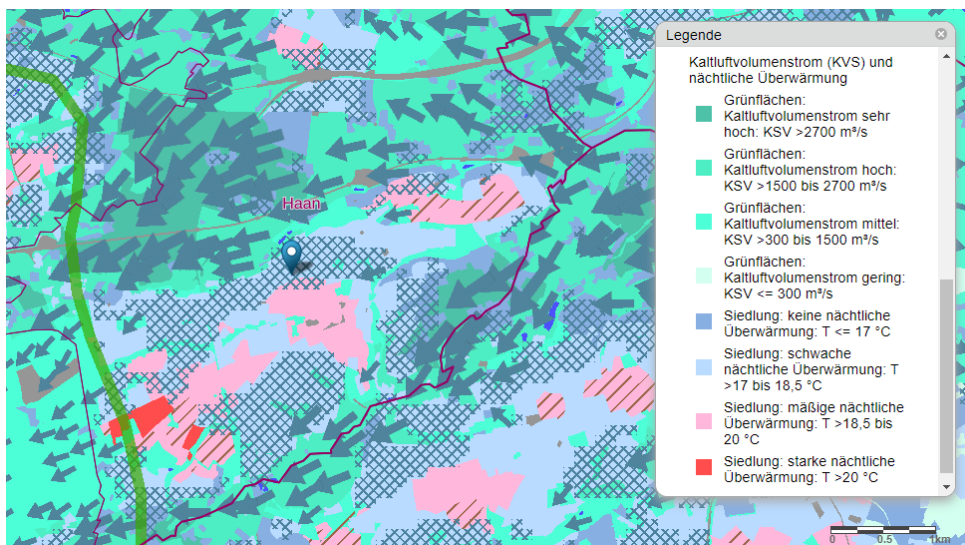 Legende
Kaltluftvolumenstrom (KVS) und
nächtliche Überwärmung
Grünflächen:
Kaltluftvolumenstrom sehr
hoch: KSV >2700 m³/s
Grünflächen:
Kaltluftvolumenstrom hoch:
KSV >1500 bis 2700 m³/s
Grünflächen:
Kaltluftvolumenstrom mittel:
KSV >300 bis 1500 m³/s
Grünflächen:
Kaltluftvolumenstrom gering:
KSV <= 300 m³/s
Siedlung: keine nächtliche
Überwärmung: T <= 17 °C
Siedlung: schwache
nächtliche Überwärmung: T
>17 bis 18,5 °C
Siedlung: mäßige nächtliche
Überwärmung: T >18,5 bis
20 °C
Siedlung: starke nächtliche
Überwärmung: T >20 °C
Haan
0 0.5 1km